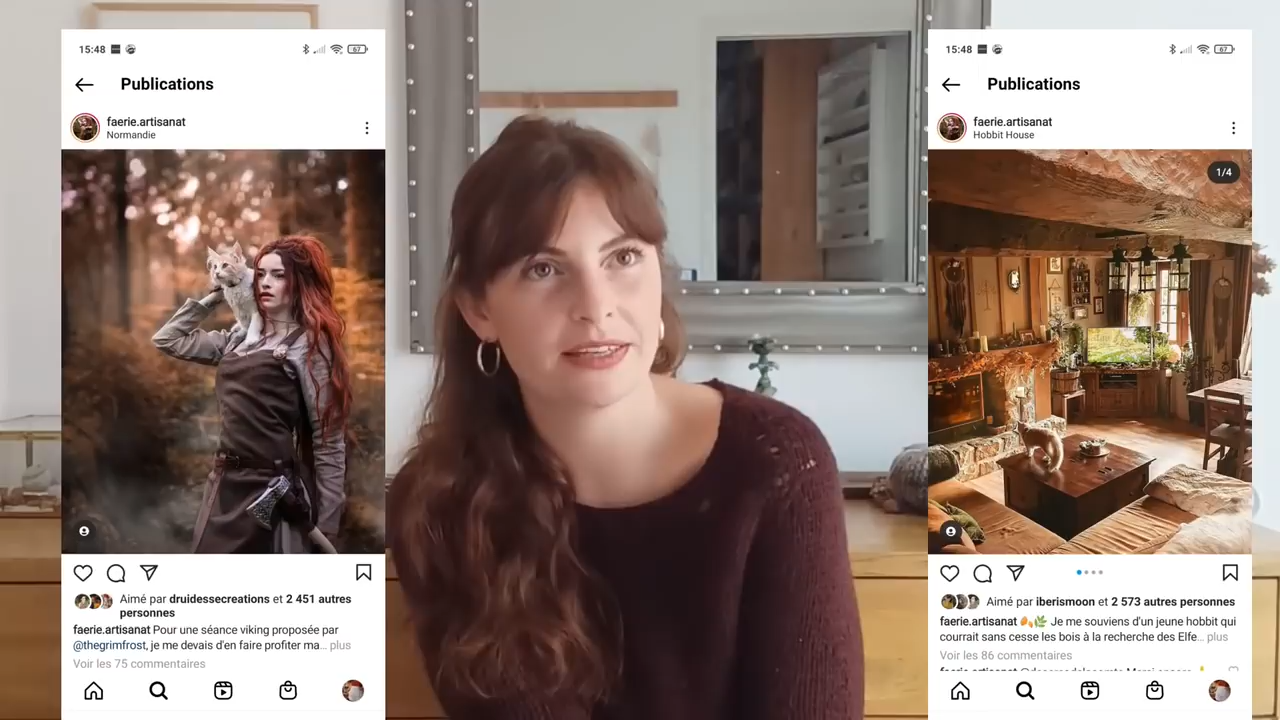 15:48
67
Publications
faerie.artisanat
Normandie
Aimé par druidessecreations et 2 451 autres
personnes
faerie.artisanat Pour une séance viking proposée par
@thegrimfrost, je me devais d'en faire profiter ma... plus
Voir les 75 commentaires
15:48
67
Publications
faerie.artisanat
Hobbit House
1/4
Aimé par iberismoon et 2 573 autres personnes
faerie.artisanat 🍂🌿 Je me souviens d'un jeune hobbit qui
courrait sans cesse les bois à la recherche des Elfe... plus
Voir les 86 commentaires